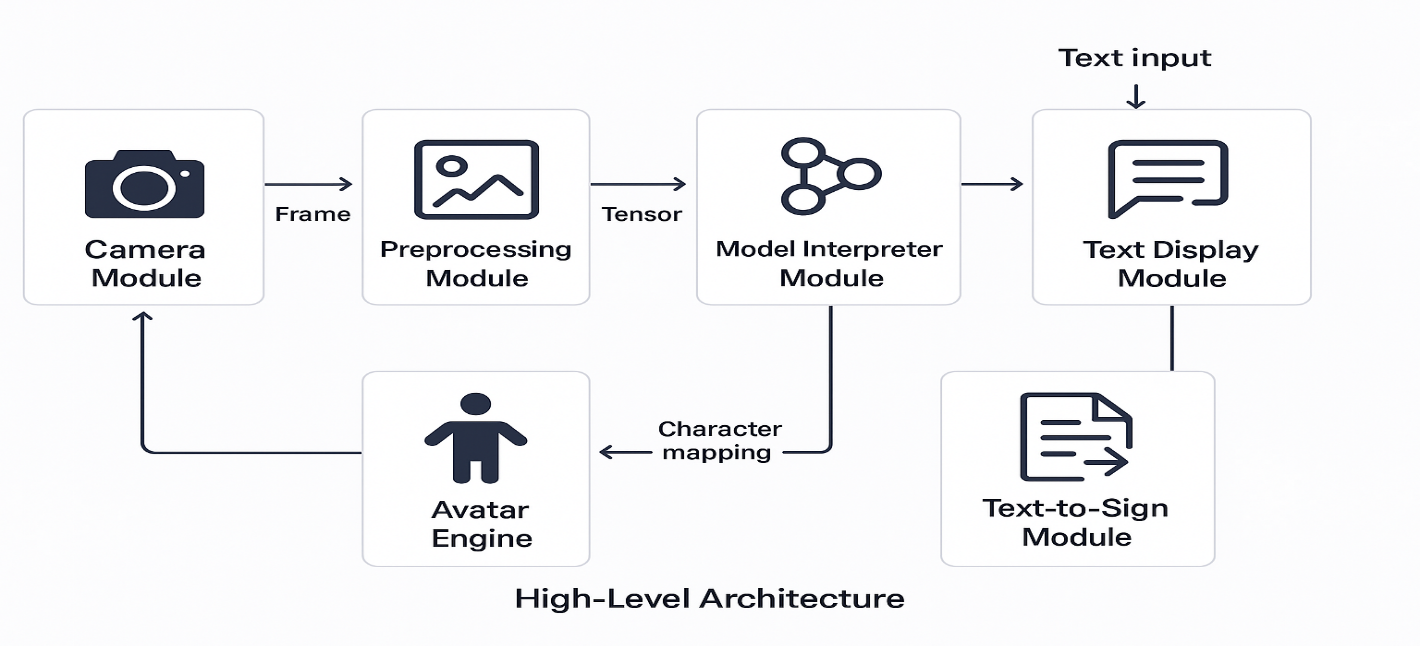 Text input
Camera
Module
Frame
Preprocessing
Module
Tensor
Model Interpreter
Module
Text Display
Module
Avatar
Engine
Character
mapping
Text-to-Sign
Module
High-Level Architecture